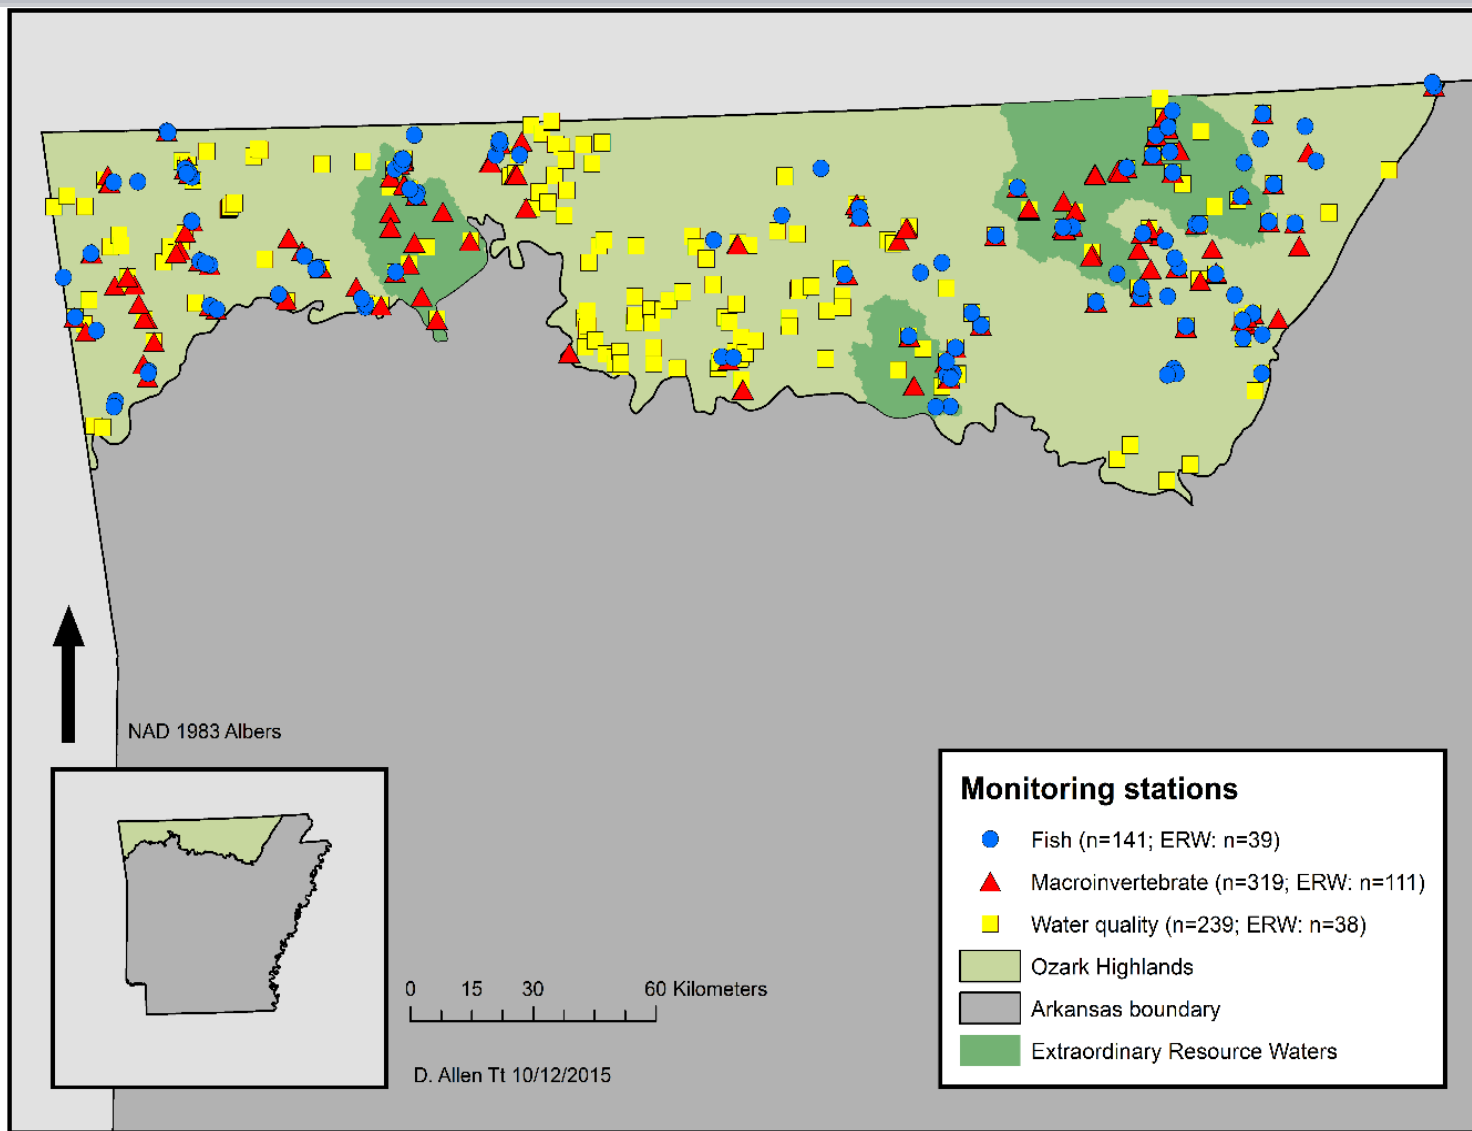 NAD 1983 Albers
Monitoring stations
Fish (n=141; ERW: n=39)
Macroinvertebrate (n=319; ERW: n=111)
Water quality (n=239; ERW: n=38)
Ozark Highlands
Arkansas boundary
Extraordinary Resource Waters
0 15 30 60 Kilometers
D. Allen Tt 10/12/2015